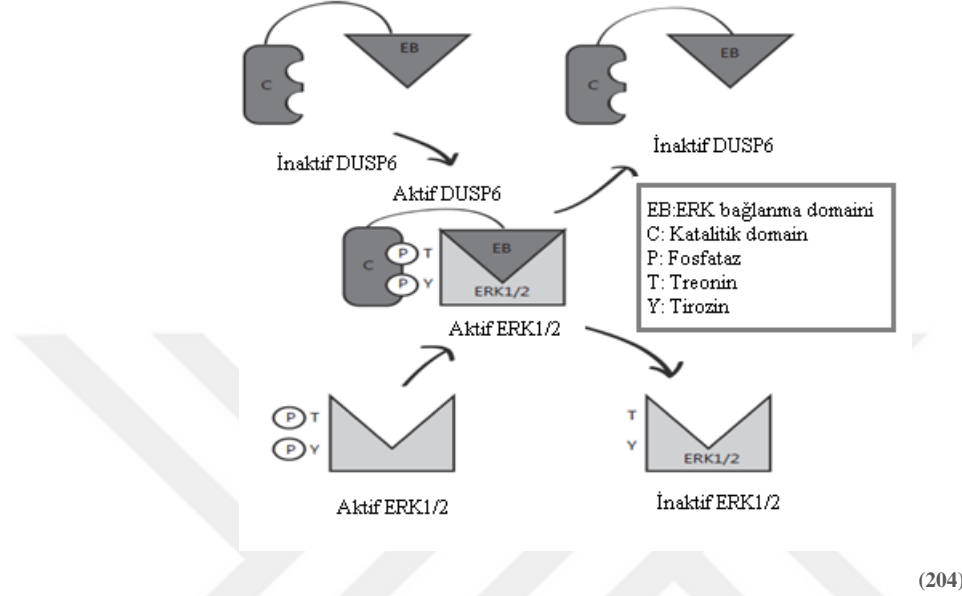 EB
C
EB
C
İnaktif DUSP6
İnaktif DUSP6
Aktif DUSP6
EB:ERK bağlanma domaini
C: Katalitik domain
P: Fosfataz
T: Treonin
Y: Tirozin
C
P T
P Y
EB
ERK1/2
Aktif ERK1/2
P T
P Y
T
Y
ERK1/2
Aktif ERK1/2
İnaktif ERK1/2
(204)